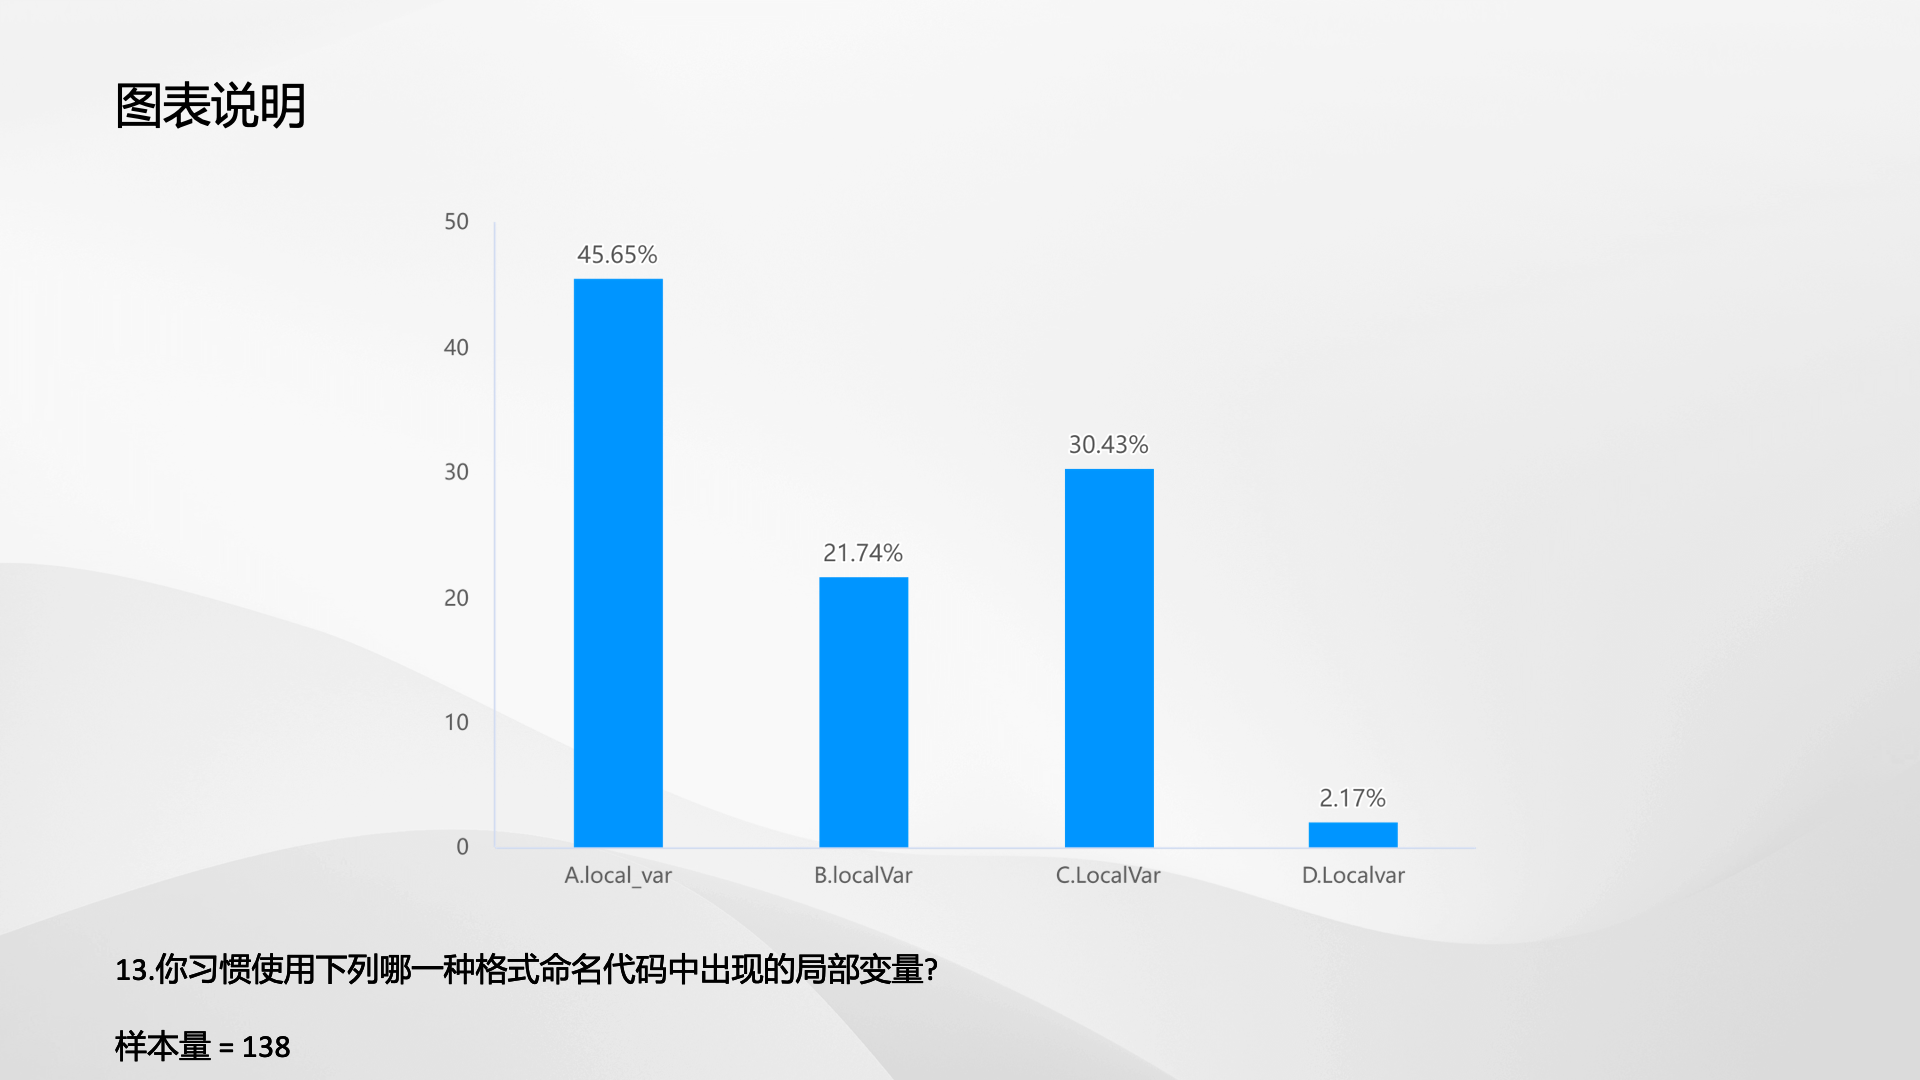 图表说明
50
45.65%
40
30.43%
30
21.74%
20
10
2.17%
0
A.local_var
B.localVar
C.LocalVar
D.Localvar
13.你习惯使用下列哪一种格式命名代码中出现的局部变量?
样本量 = 138